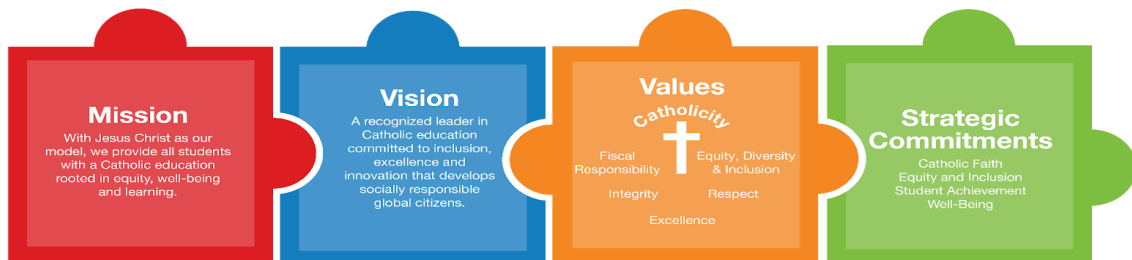 Mission
With Jesus Christ as our
model, we provide all students
with a Catholic education
rooted in equity, well-being
and learning.
Vision
A recognized leader in
Catholic education
committed to inclusion,
excellence and
innovation that develops
socially responsible
global citizens.
Values
Catholicity
Fiscal
Responsibility
Equity, Diversity
& Inclusion
Integrity
Respect
Excellence
Strategic
Commitments
Catholic Faith
Equity and Inclusion
Student Achievement
Well-Being